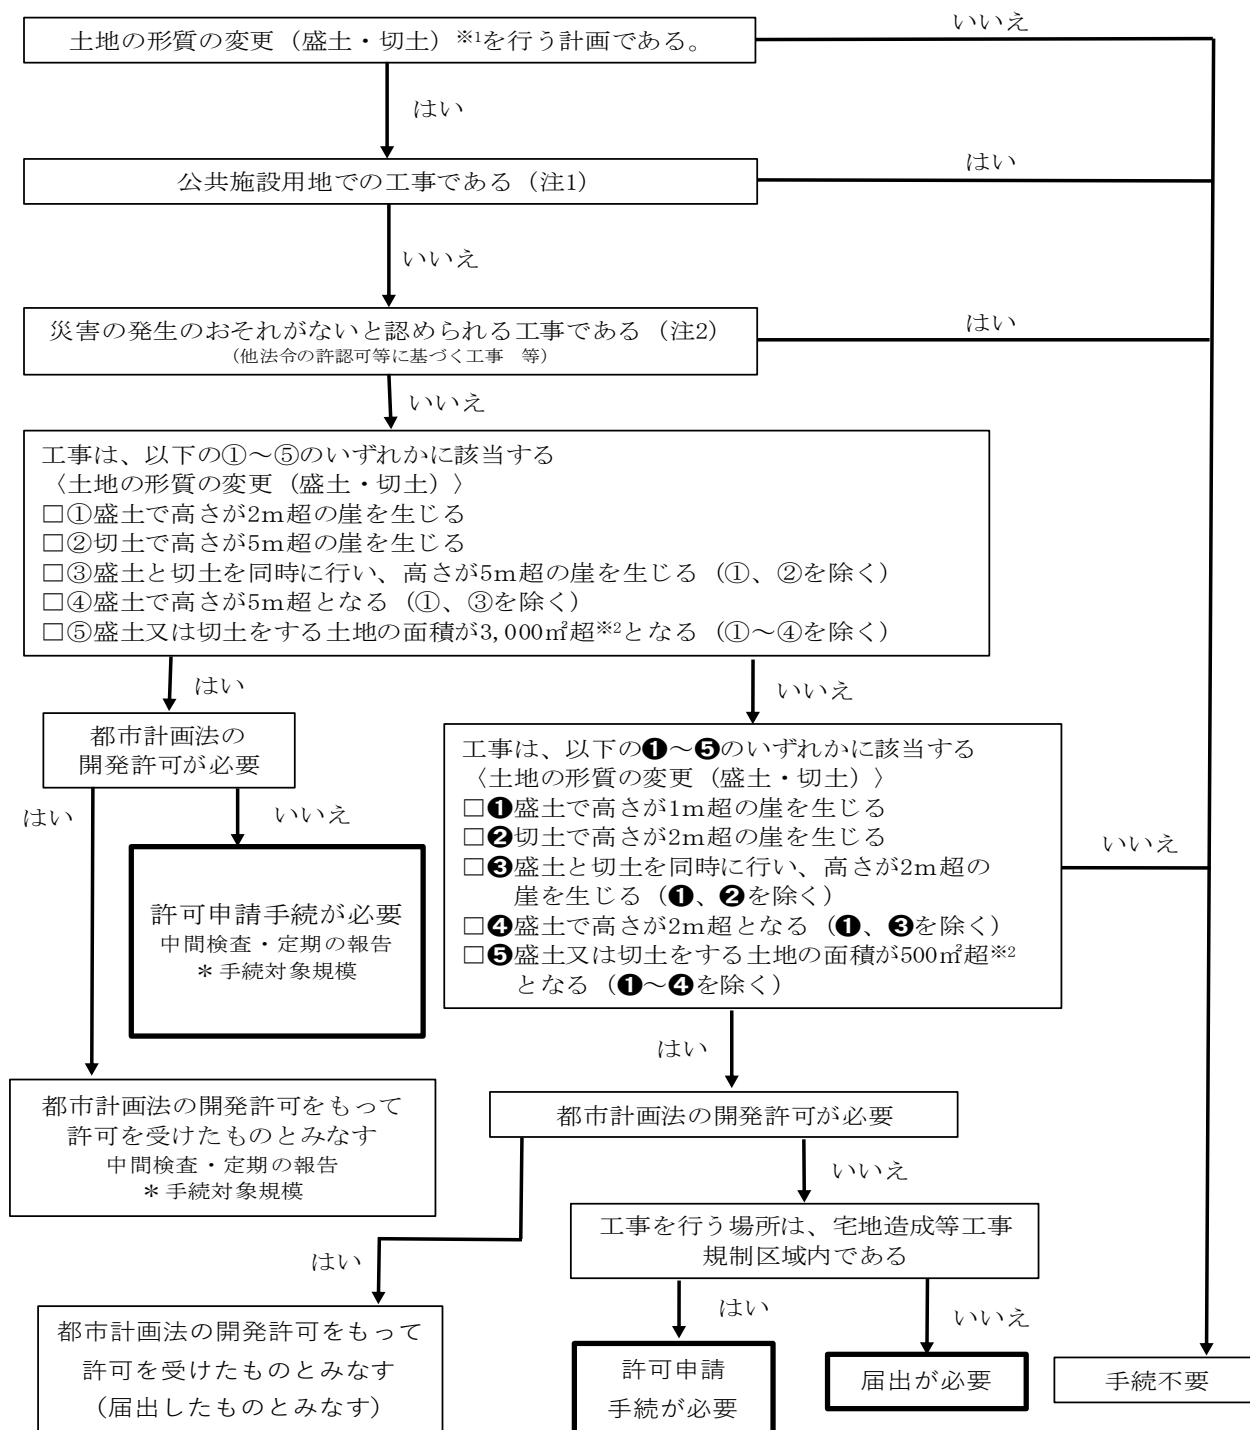 土地の形質の変更（盛土・切土）※1を行う計画である。
いいえ
はい
公共施設用地での工事である（注1）
はい
いいえ
災害の発生のおそれがないと認められる工事である（注2）
（他法令の許認可等に基づく工事　等）
はい
いいえ
工事は、以下の①～⑤のいずれかに該当する
〈土地の形質の変更（盛土・切土）〉
□①盛土で高さが2ｍ超の崖を生じる
□②切土で高さが5ｍ超の崖を生じる
□③盛土と切土を同時に行い、高さが5ｍ超の崖を生じる（①、②を除く）
□④盛土で高さが5ｍ超となる（①、③を除く）
□⑤盛土又は切土をする土地の面積が3,000㎡超※2となる（①～④を除く）
はい
いいえ
都市計画法の
開発許可が必要
はい
いいえ
許可申請手続が必要
中間検査・定期の報告
＊手続対象規模
都市計画法の開発許可をもって
許可を受けたものとみなす
中間検査・定期の報告
＊手続対象規模
工事は、以下の❶～❺のいずれかに該当する
〈土地の形質の変更（盛土・切土）〉
□❶盛土で高さが1ｍ超の崖を生じる
□❷切土で高さが2ｍ超の崖を生じる
□❸盛土と切土を同時に行い、高さが2ｍ超の
崖を生じる（❶、❷を除く）
□❹盛土で高さが2ｍ超となる（❶、❸を除く）
□❺盛土又は切土をする土地の面積が500㎡超※2
となる（❶～❹を除く）
いいえ
はい
都市計画法の開発許可が必要
いいえ
はい
工事を行う場所は、宅地造成等工事
規制区域内である
はい
いいえ
都市計画法の開発許可をもって
許可を受けたものとみなす
（届出したものとみなす）
許可申請
手続が必要
届出が必要
手続不要